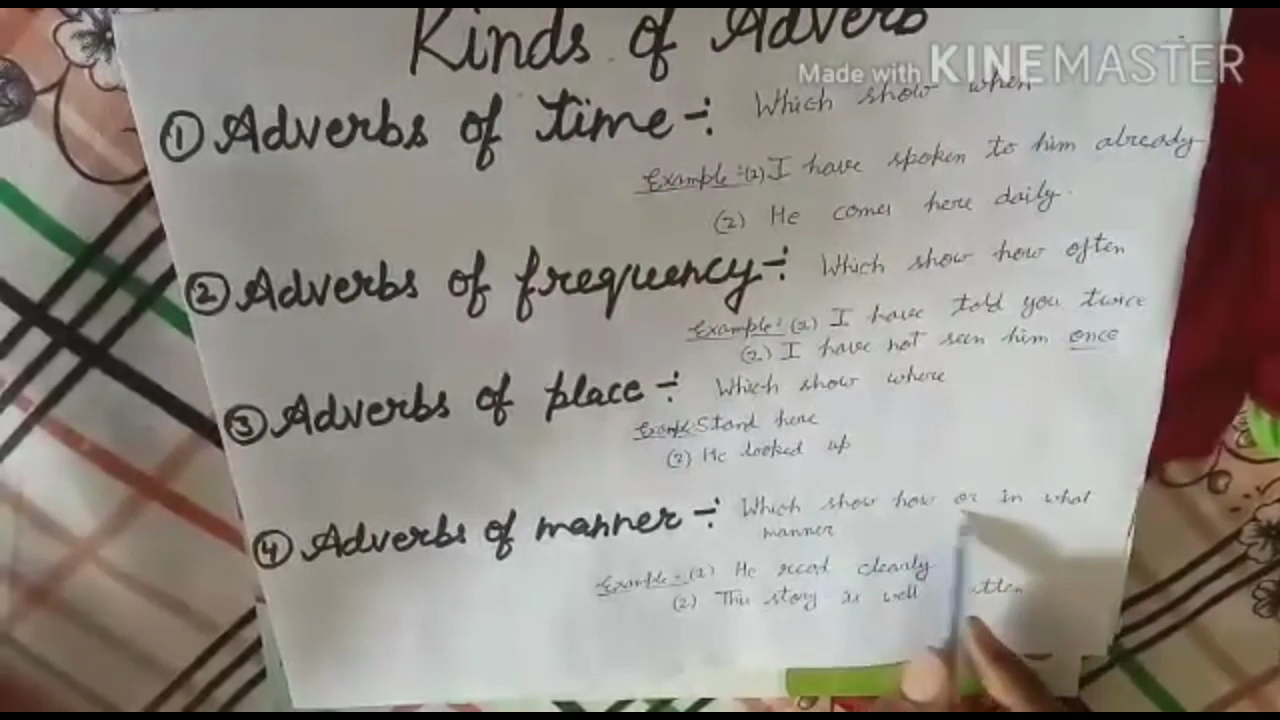 Kinds of Adverb
Made with KINEMASTER
① Adverbs of time -: Which show when
Example :-(2) I have spoken to him already
(2) He comes here daily.
② Adverbs of frequency -: Which show how often
Example :- (2) I have told you twice
(2) I have not seen him once
③ Adverbs of place -: Which show where
Example Stand here
(2) He looked up
④ Adverbs of manner -: Which show how or in what
manner
Example :- (2) He read clearly
(2) This story is well